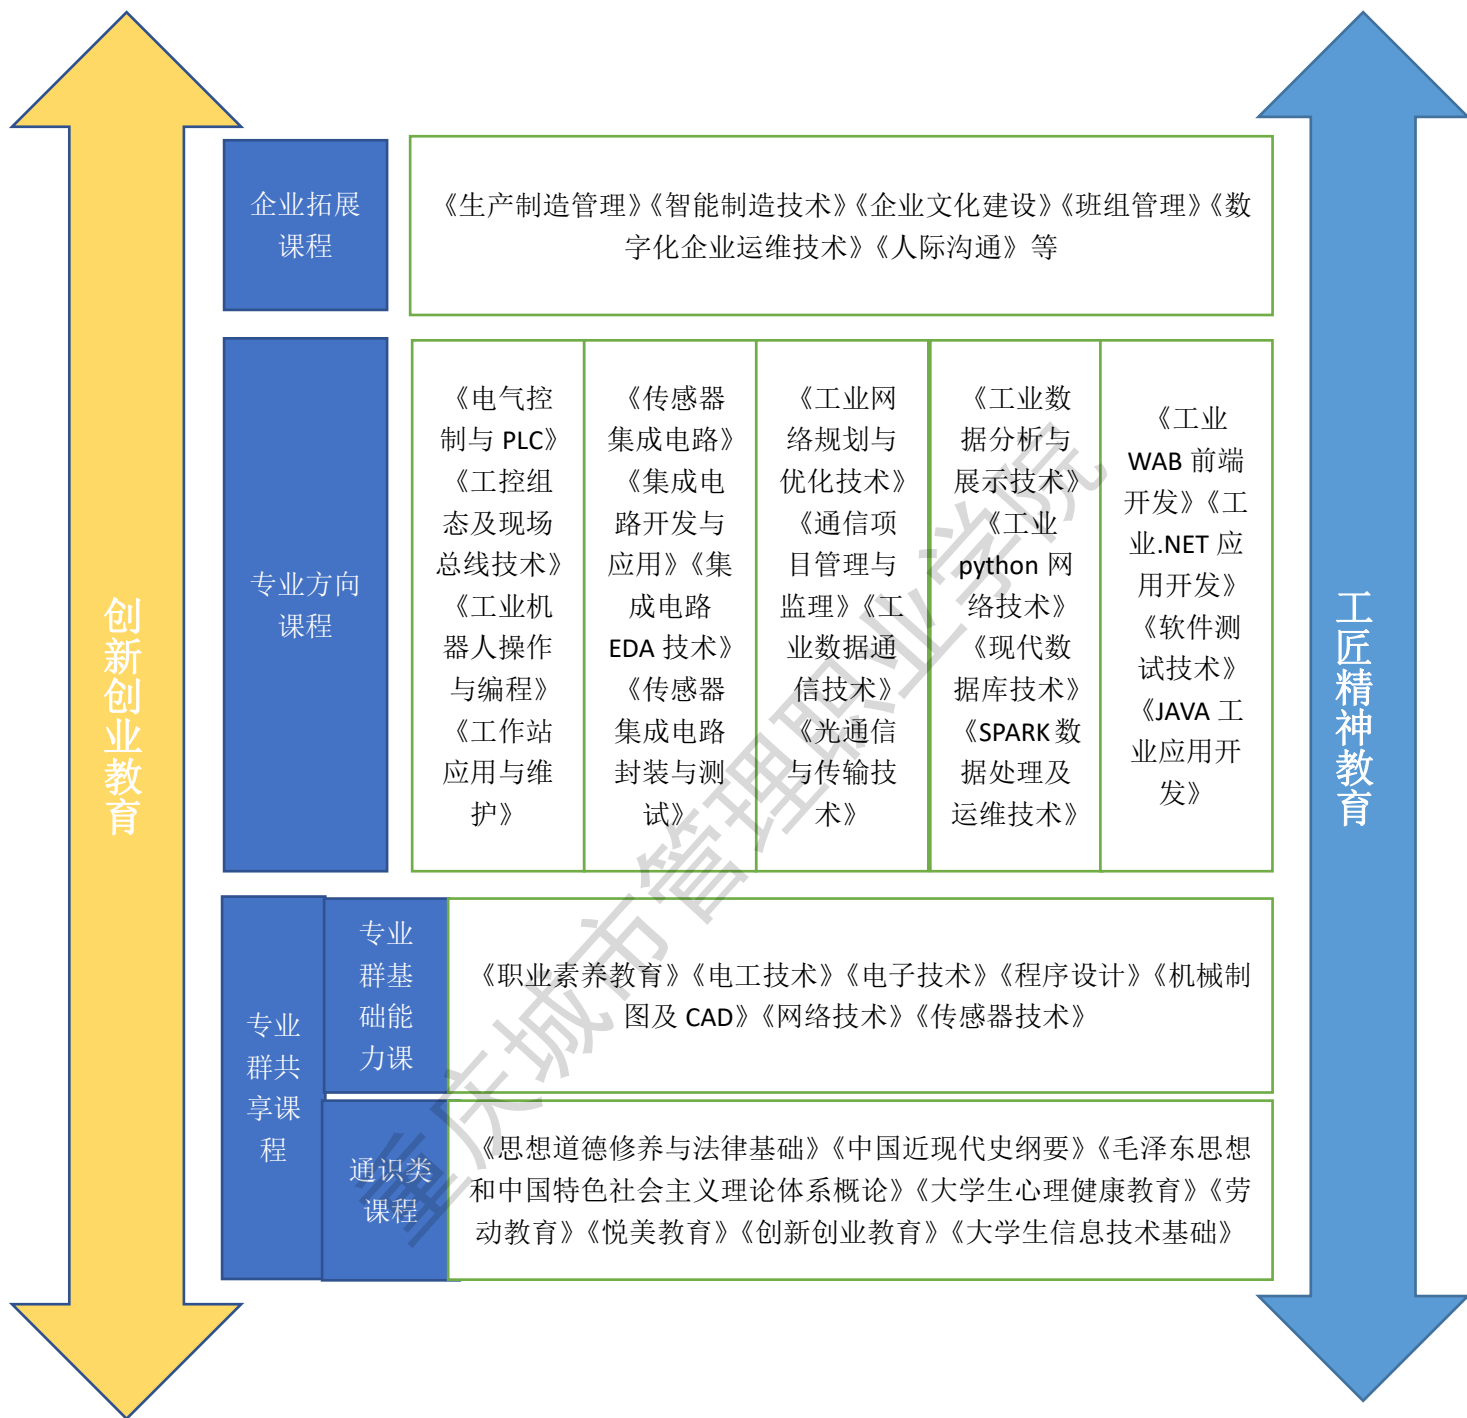 创新创业教育
企业拓展
课程
《生产制造管理》《智能制造技术》《企业文化建设》《班组管理》《数
字化企业运维技术》《人际沟通》等
专业方向
课程
《电气控
制与 PLC》
《工控组
态及现场
总线技术》
《工业机
器人操作
与编程》
《工作站
应用与维
护》
《传感器
集成电路》
《集成电
路开发与
应用》《集
成电路
EDA 技术》
《传感器
集成电路
封装与测
试》
《工业网
络规划与
优化技术》
《通信项
目管理与
监理》《工
业数据通
信技术》
《光通信
与传输技
术》
《工业数
据分析与
展示技术》
《工业
python 网
络技术》
《现代数
据库技术》
《SPARK 数
据处理及
运维技术》
《工业
WAB 前端
开发》《工
业.NET 应
用开发》
《软件测
试技术》
《JAVA 工
业应用开
发》
专业
群共
享课
程
专业
群基
础能
力课
《职业素养教育》《电工技术》《电子技术》《程序设计》《机械制
图及 CAD》《网络技术》《传感器技术》
通识类
课程
《思想道德修养与法律基础》《中国近现代史纲要》《毛泽东思想
和中国特色社会主义理论体系概论》《大学生心理健康教育》《劳
动教育》《悦美教育》《创新创业教育》《大学生信息技术基础》
工匠精神教育
重庆城市管理职业学院